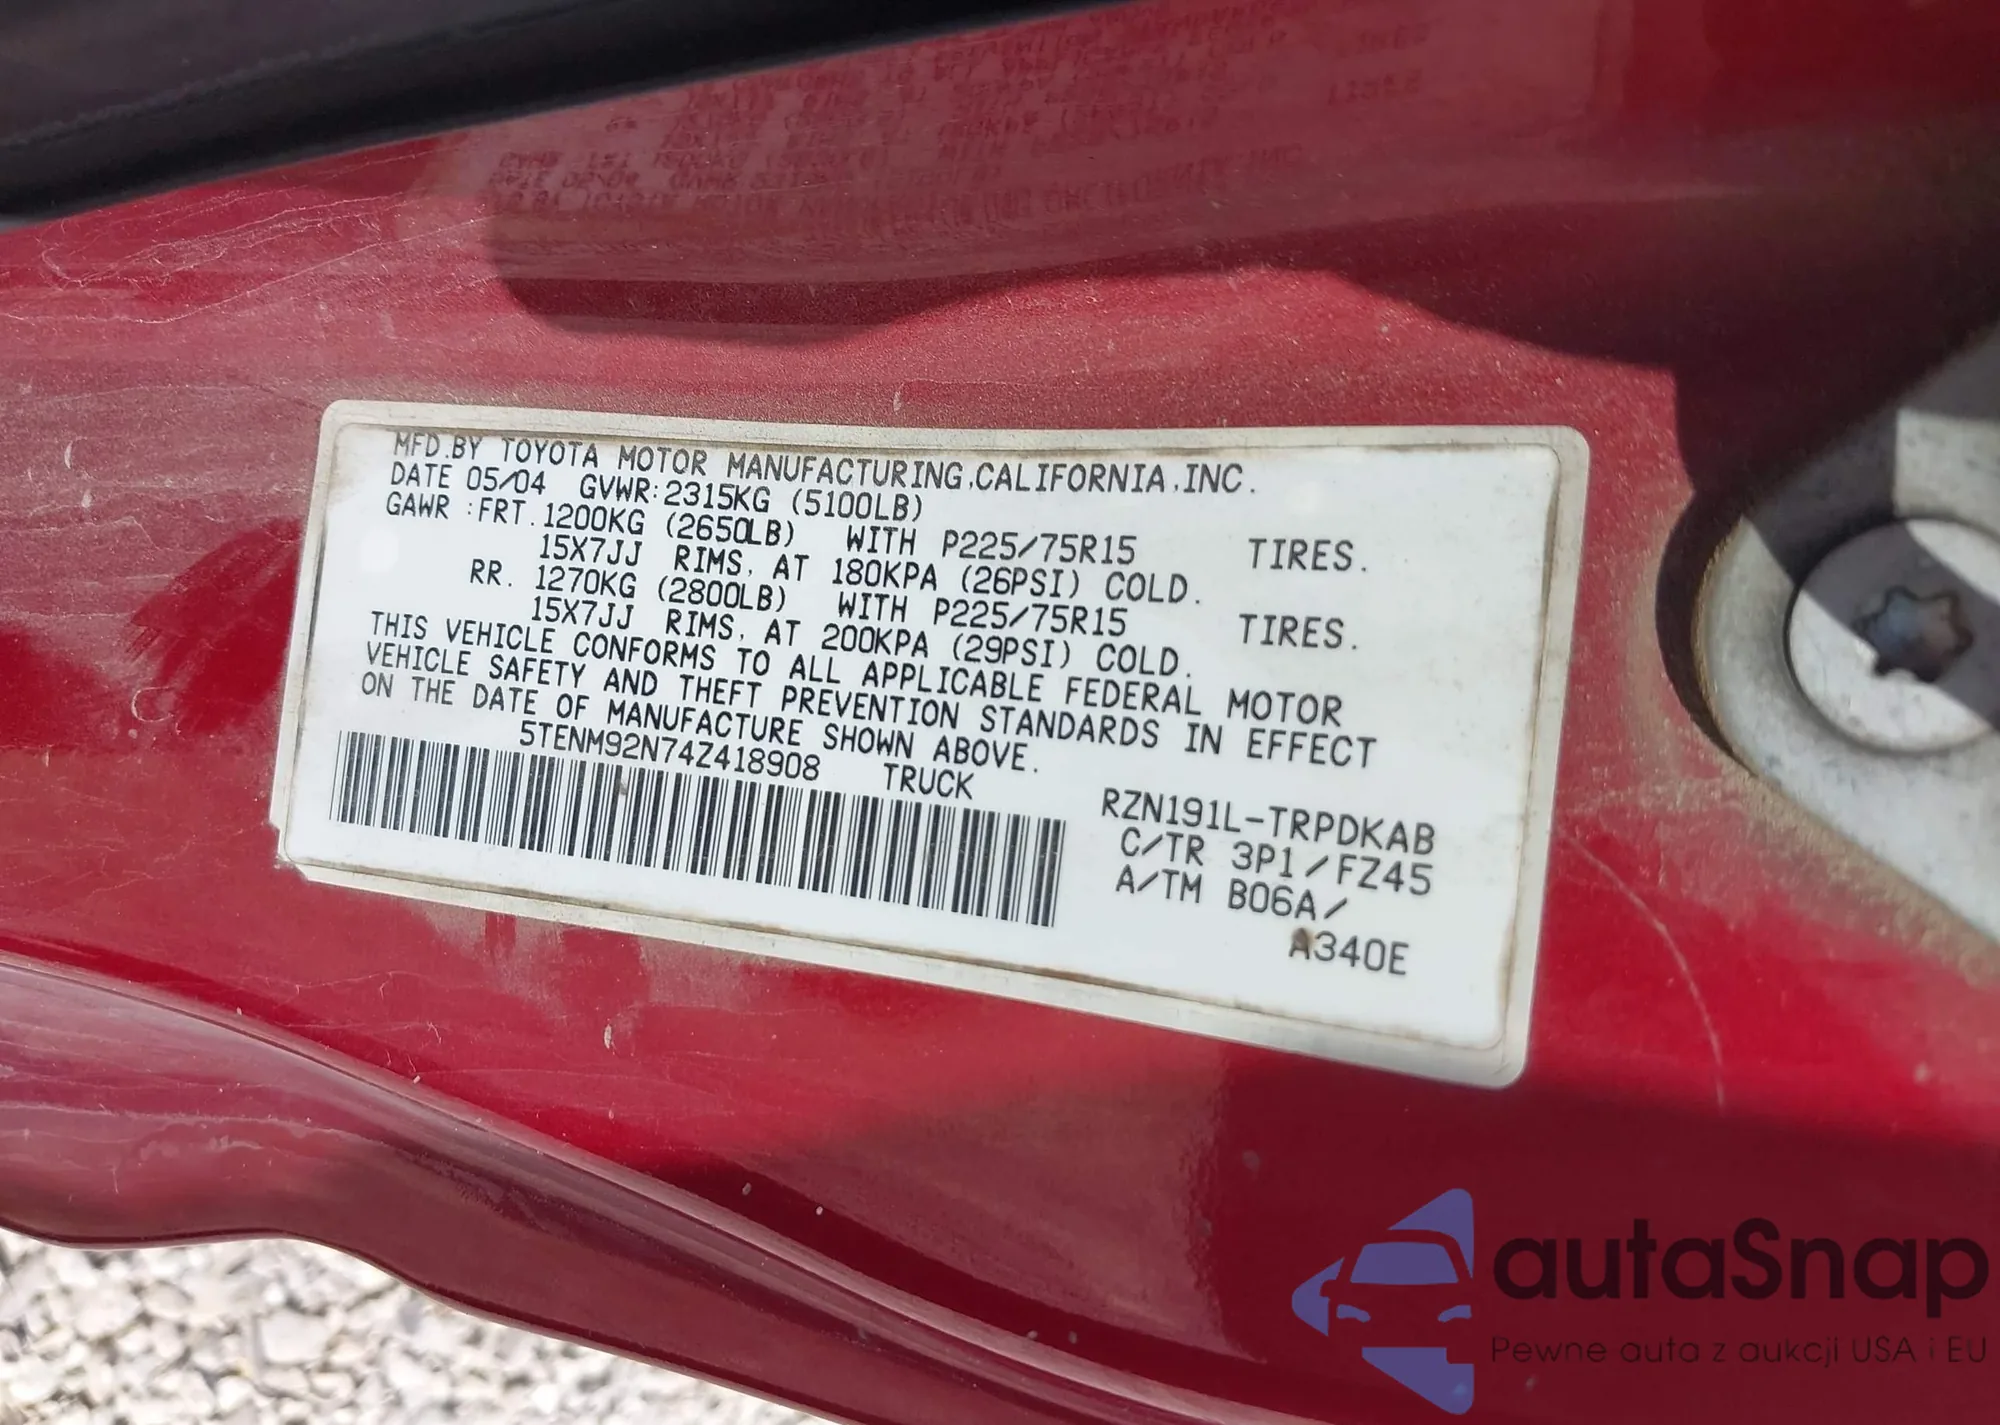 MFD.BY TOYOTA MOTOR MANUFACTURING,CALIFORNIA,INC.
DATE 05/04 GVWR:2315KG (5100LB)
GAWR :FRT. 1200KG (2650LB) WITH P225/75R15 TIRES.
15X7JJ RIMS, AT 180KPA (26PSI) COLD.
RR. 1270KG (2800LB) WITH P225/75R15 TIRES.
15X7JJ RIMS, AT 200KPA (29PSI) COLD.
THIS VEHICLE CONFORMS TO ALL APPLICABLE FEDERAL MOTOR
VEHICLE SAFETY AND THEFT PREVENTION STANDARDS IN EFFECT
ON THE DATE OF MANUFACTURE SHOWN ABOVE.
5TENM92N74Z418908 TRUCK
RZN191L-TRPDKAB
C/TR 3P1/FZ45
A/TM B06A/
A340E
autoSnap
Pewne auta z aukcji USA i EU